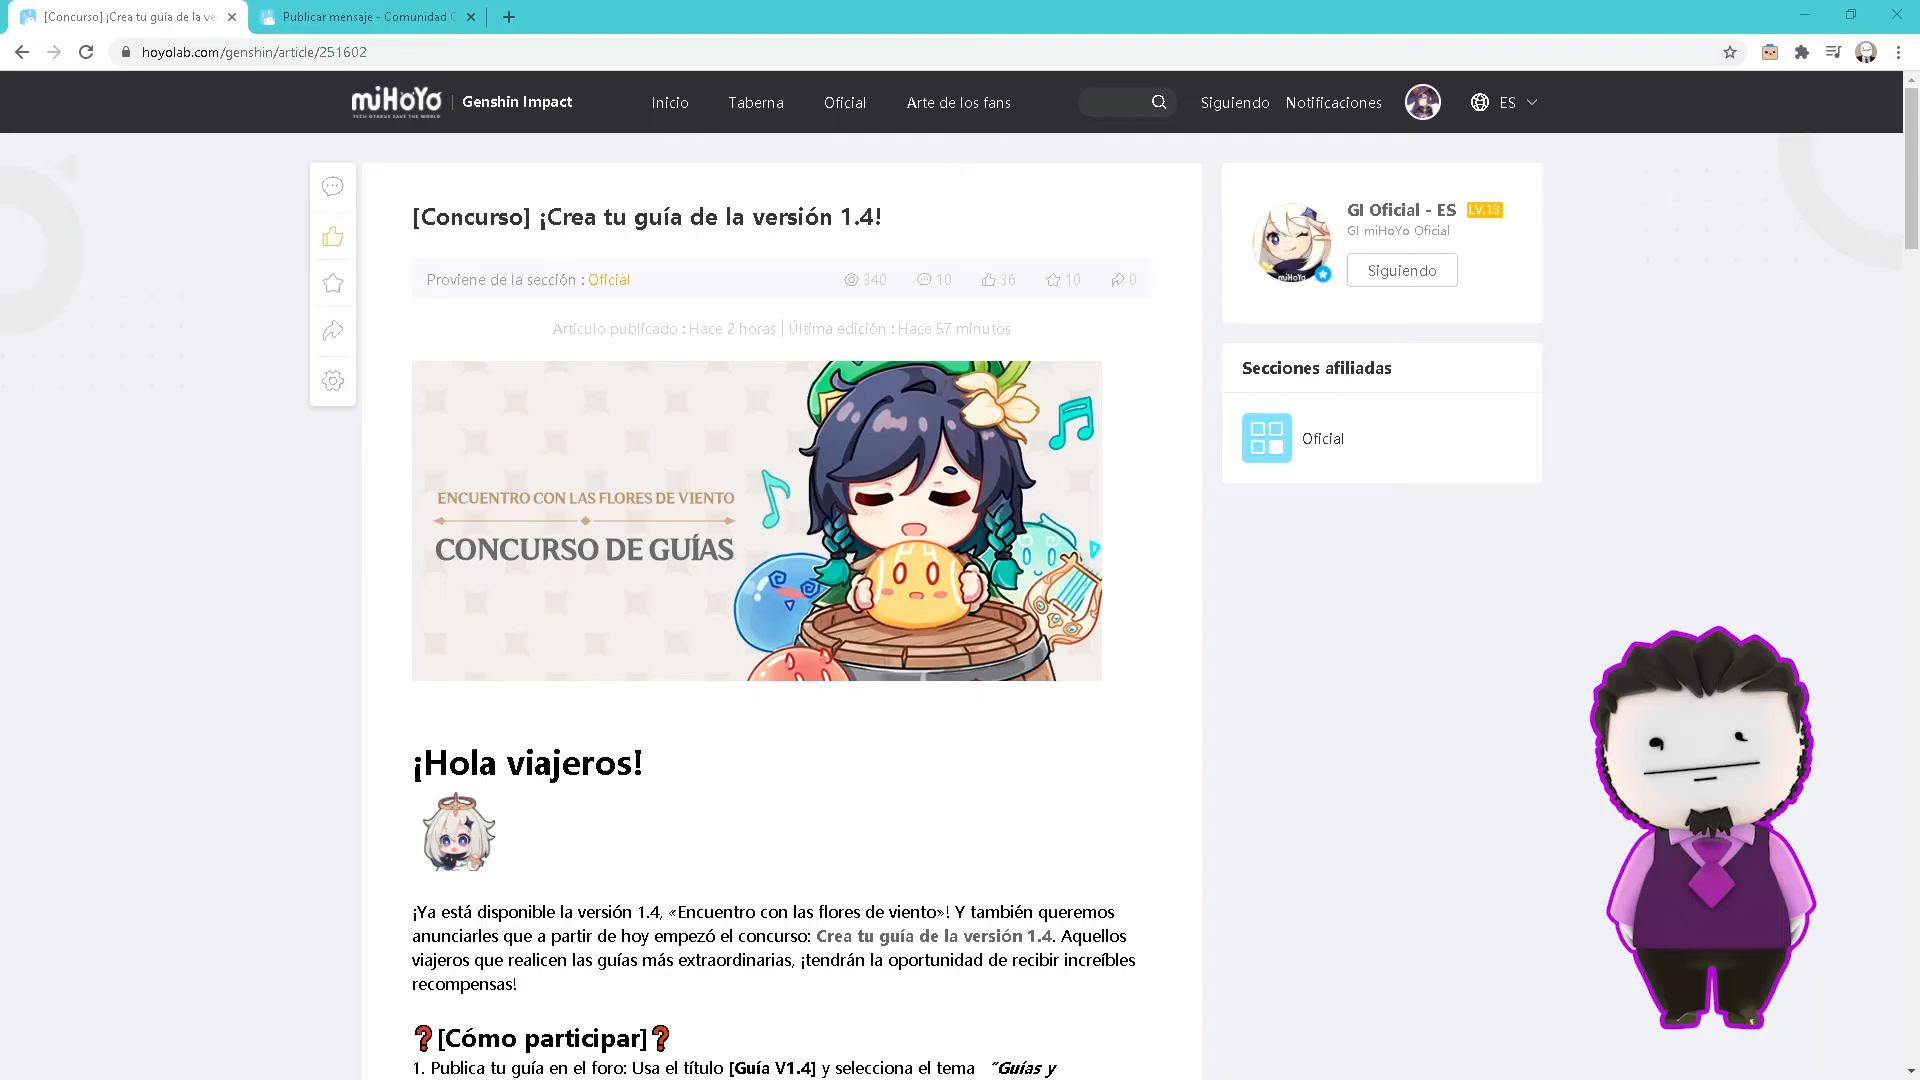 [Concurso] ¡Crea tu guía de la ve
Publicar mensaje - Comunidad
hoyolab.com/genshin/article/251602
miHoYo
TECH OTAKUS SAVE THE WORLD
Genshin Impact
Inicio
Taberna
Oficial
Arte de los fans
Siguiendo
Notificaciones
ES
[Concurso] ¡Crea tu guía de la versión 1.4!
Proviene de la sección : Oficial
340
10
36
10
0
Artículo publicado : Hace 2 horas | Última edición : Hace 57 minutos
ENCUENTRO CON LAS FLORES DE VIENTO
CONCURSO DE GUÍAS
¡Hola viajeros!
¡Ya está disponible la versión 1.4, «Encuentro con las flores de viento»! Y también queremos
anunciarles que a partir de hoy empezó el concurso: Crea tu guía de la versión 1.4. Aquellos
viajeros que realicen las guías más extraordinarias, ¡tendrán la oportunidad de recibir increíbles
recompensas!
❓[Cómo participar]❓
1. Publica tu guía en el foro: Usa el título [Guía V1.4] y selecciona el tema "Guías y
GI Oficial - ES LV.13
GI miHoYo Oficial
miHoYo
Siguiendo
Secciones afiliadas
Oficial